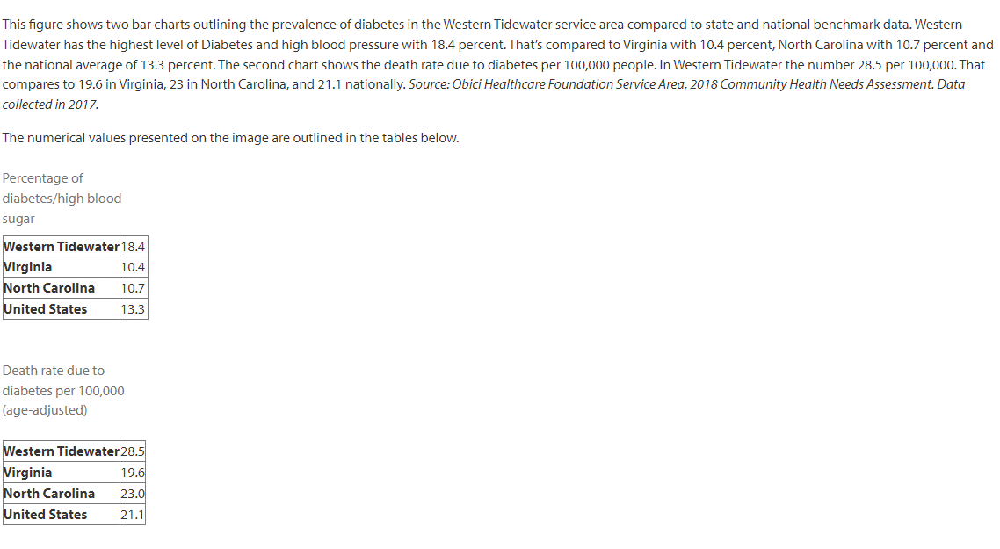 This figure shows two bar charts outlining the prevalence of diabetes in the Western Tidewater service area compared to state and national benchmark data. Western
Tidewater has the highest level of Diabetes and high blood pressure with 18.4 percent. That's compared to Virginia with 10.4 percent, North Carolina with 10.7 percent and
the national average of 13.3 percent. The second chart shows the death rate due to diabetes per 100,000 people. In Western Tidewater the number 28.5 per 100,000. That
compares to 19.6 in Virginia, 23 in North Carolina, and 21.1 nationally. Source: Obici Healthcare Foundation Service Area, 2018 Community Health Needs Assessment. Data
collected in 2017.
The numerical values presented on the image are outlined in the tables below.
Percentage of
diabetes/high blood
sugar
Western Tidewater 18.4
Virginia 10.4
North Carolina 10.7
United States 13.3
Death rate due to
diabetes per 100,000
(age-adjusted)
Western Tidewater 28.5
Virginia 19.6
North Carolina 23.0
United States 21.1